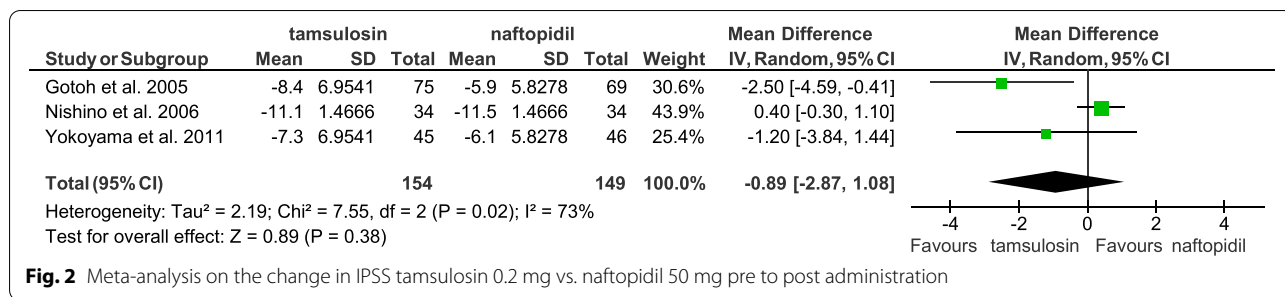 tamsulosin naftopidil Mean Difference Mean Difference
Study or Subgroup Mean SD Total Mean SD Total Weight IV, Random, 95% CI IV, Random, 95% CI
Gotoh et al. 2005 -8.4 6.9541 75 -5.9 5.8278 69 30.6% -2.50 [-4.59, -0.41]
Nishino et al. 2006 -11.1 1.4666 34 -11.5 1.4666 34 43.9% 0.40 [-0.30, 1.10]
Yokoyama et al. 2011 -7.3 6.9541 45 -6.1 5.8278 46 25.4% -1.20 [-3.84, 1.44]
Total (95% CI) 154 149 100.0% -0.89 [-2.87, 1.08]
Heterogeneity: Tau² = 2.19; Chi² = 7.55, df = 2 (P = 0.02); I² = 73%
Test for overall effect: Z = 0.89 (P = 0.38)
-4 -2 0 2 4
Favours tamsulosin Favours naftopidil
Fig. 2 Meta-analysis on the change in IPSS tamsulosin 0.2 mg vs. naftopidil 50 mg pre to post administration